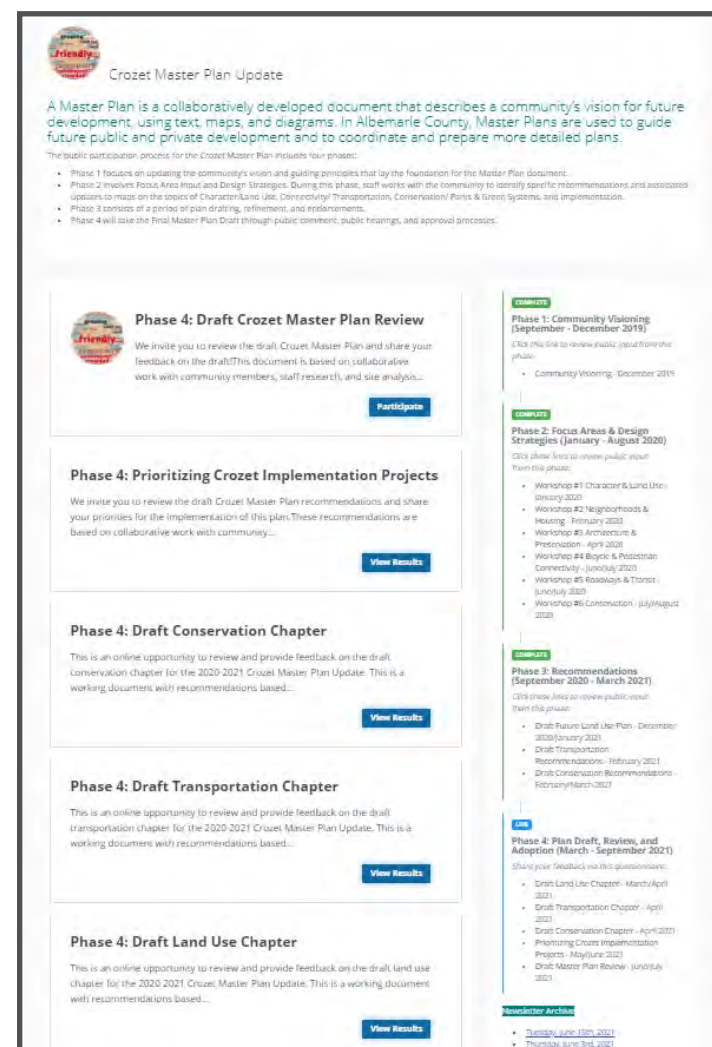 friendly
Crozet Master Plan Update
A Master Plan is a collaboratively developed document that describes a community's vision for future
development, using text, maps, and diagrams. In Albemarle County, Master Plans are used to guide
future public and private development and to coordinate and prepare more detailed plans.
The public participation process for the Crozet Master Plan includes four phases:
• Phase 1 focuses on updating the community's vision and guiding principles that lay the foundation for the Master Plan document.
• Phase 2 involves Focus Area Input and Design Strategies. During this phase, staff works with the community to identify specific recommendations and associated
updates to maps on the topics of Character/Land Use, Connectivity/ Transportation, Conservation/ Parks & Green Systems, and Implementation.
• Phase 3 consists of a period of plan drafting, refinement, and endorsements.
• Phase 4 will take the Final Master Plan Draft through public comment, public hearings, and approval processes.
friendly
Phase 4: Draft Crozet Master Plan Review
We invite you to review the draft Crozet Master Plan and share your
feedback on the draft!This document is based on collaborative
work with community members, staff research, and site analysis...
Participate
Phase 4: Prioritizing Crozet Implementation Projects
We invite you to review the draft Crozet Master Plan recommendations and share
your priorities for the implementation of this plan.These recommendations are
based on collaborative work with community...
View Results
Phase 4: Draft Conservation Chapter
This is an online opportunity to review and provide feedback on the draft
conservation chapter for the 2020-2021 Crozet Master Plan Update. This is a
working document with recommendations based...
View Results
Phase 4: Draft Transportation Chapter
This is an online opportunity to review and provide feedback on the draft
transportation chapter for the 2020-2021 Crozet Master Plan Update. This is a
working document with recommendations based...
View Results
Phase 4: Draft Land Use Chapter
This is an online opportunity to review and provide feedback on the draft land use
chapter for the 2020-2021 Crozet Master Plan Update. This is a working document
with recommendations based...
View Results
COMPLETE
Phase 1: Community Visioning
(September - December 2019)
Click this link to review public input from this
phase:
• Community Visioning - December 2019
COMPLETE
Phase 2: Focus Areas & Design
Strategies (January - August 2020)
Click these links to review public input
from this phase:
• Workshop #1 Character & Land Use -
January 2020
• Workshop #2 Neighborhoods &
Housing - February 2020
• Workshop #3 Architecture &
Preservation - April 2020
• Workshop #4 Bicycle & Pedestrian
Connectivity - June/July 2020
• Workshop #5 Roadways & Transit -
June/July 2020
• Workshop #6 Conservation - July/August
2020
COMPLETE
Phase 3: Recommendations
(September 2020 - March 2021)
Click these links to review public input
from this phase:
• Draft Future Land Use Plan - December
2020/January 2021
• Draft Transportation
Recommendations - February 2021
• Draft Conservation Recommendations -
February/March 2021
LIVE
Phase 4: Plan Draft, Review, and
Adoption (March - September 2021)
Share your feedback via this questionnaire:
• Draft Land Use Chapter - March/April
2021
• Draft Transportation Chapter - April
2021
• Draft Conservation Chapter - April 2021
• Prioritizing Crozet Implementation
Projects - May/June 2021
• Draft Master Plan Review - June/July
2021
Newsletter Archive
• Tuesday, June 15th, 2021
• Thursday, June 3rd, 2021